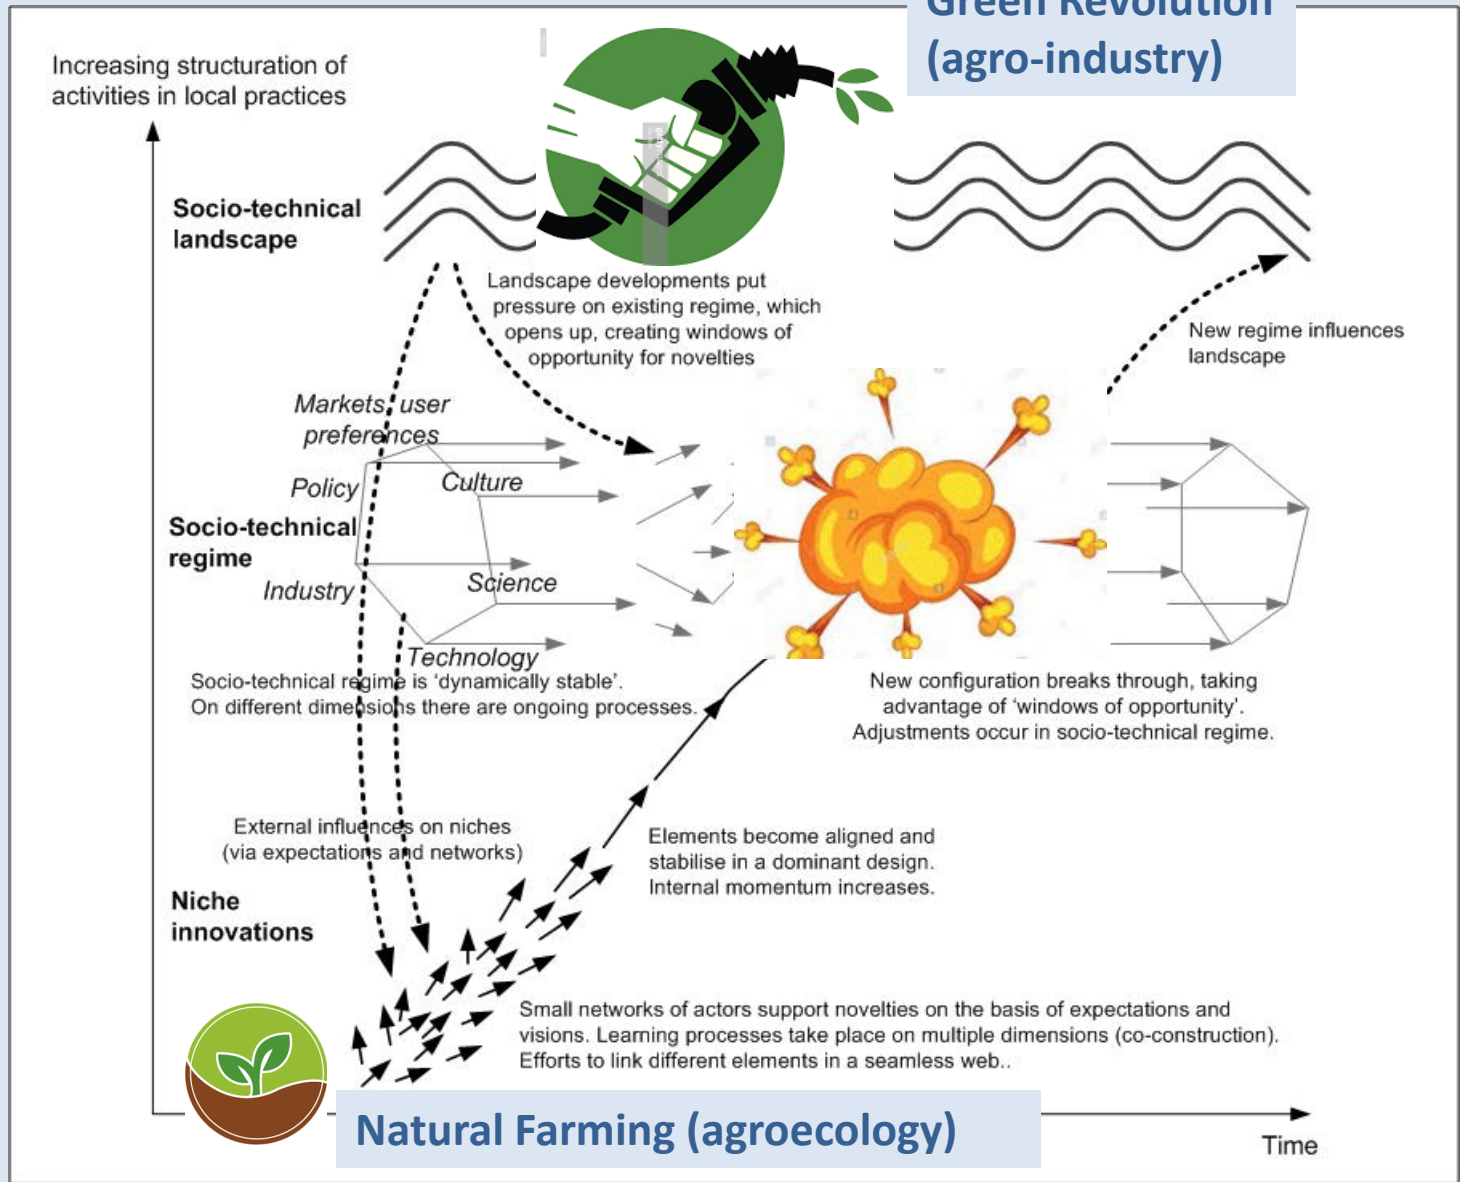 Green Revolution
(agro-industry)
Increasing structuration of
activities in local practices
Socio-technical
landscape
Landscape developments put
pressure on existing regime, which
opens up, creating windows of
opportunity for novelties
New regime influences
landscape
Markets, user
preferences
Policy
Culture
Socio-technical
regime
Industry
Science
Technology
Socio-technical regime is ‘dynamically stable’.
On different dimensions there are ongoing processes.
New configuration breaks through, taking
advantage of ‘windows of opportunity’.
Adjustments occur in socio-technical regime.
External influences on niches
(via expectations and networks)
Elements become aligned and
stabilise in a dominant design.
Internal momentum increases.
Niche
innovations
Small networks of actors support novelties on the basis of expectations and
visions. Learning processes take place on multiple dimensions (co-construction).
Efforts to link different elements in a seamless web..
Natural Farming (agroecology)
Time